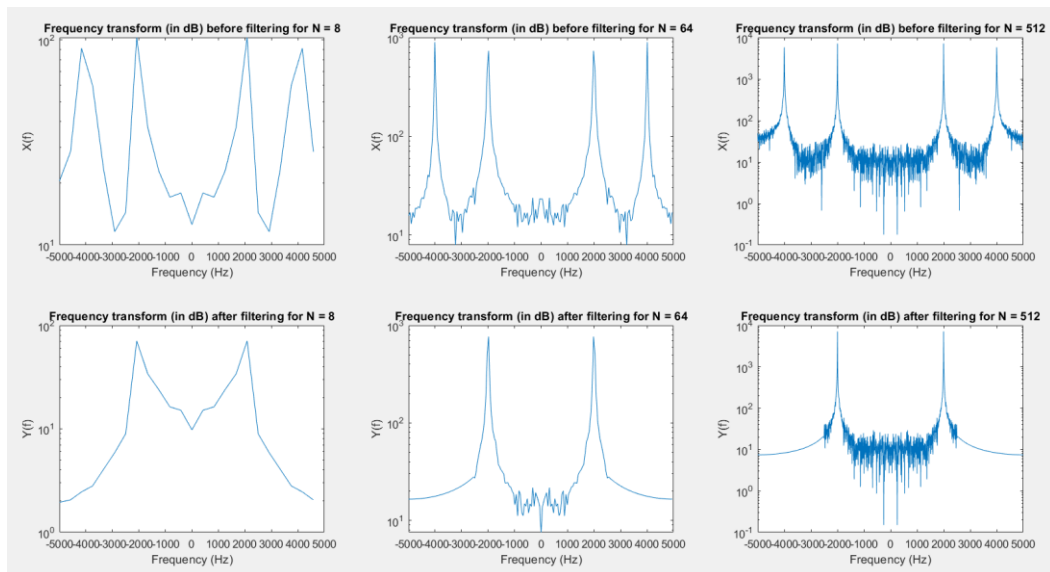 Frequency transform (in dB) before filtering for N = 8
10^2
10^1
X(f)
-5000-4000-3000-2000-1000 0 1000 2000 3000 4000 5000
Frequency (Hz)
Frequency transform (in dB) before filtering for N = 64
10^3
10^2
10^1
X(f)
-5000-4000-3000-2000-1000 0 1000 2000 3000 4000 5000
Frequency (Hz)
Frequency transform (in dB) before filtering for N = 512
10^4
10^3
10^2
10^1
10^0
10^-1
X(f)
-5000-4000-3000-2000-1000 0 1000 2000 3000 4000 5000
Frequency (Hz)
Frequency transform (in dB) after filtering for N = 8
10^2
10^1
10^0
Y(f)
-5000-4000-3000-2000-1000 0 1000 2000 3000 4000 5000
Frequency (Hz)
Frequency transform (in dB) after filtering for N = 64
10^3
10^2
10^1
Y(f)
-5000-4000-3000-2000-1000 0 1000 2000 3000 4000 5000
Frequency (Hz)
Frequency transform (in dB) after filtering for N = 512
10^4
10^3
10^2
10^1
10^0
10^-1
Y(f)
-5000-4000-3000-2000-1000 0 1000 2000 3000 4000 5000
Frequency (Hz)